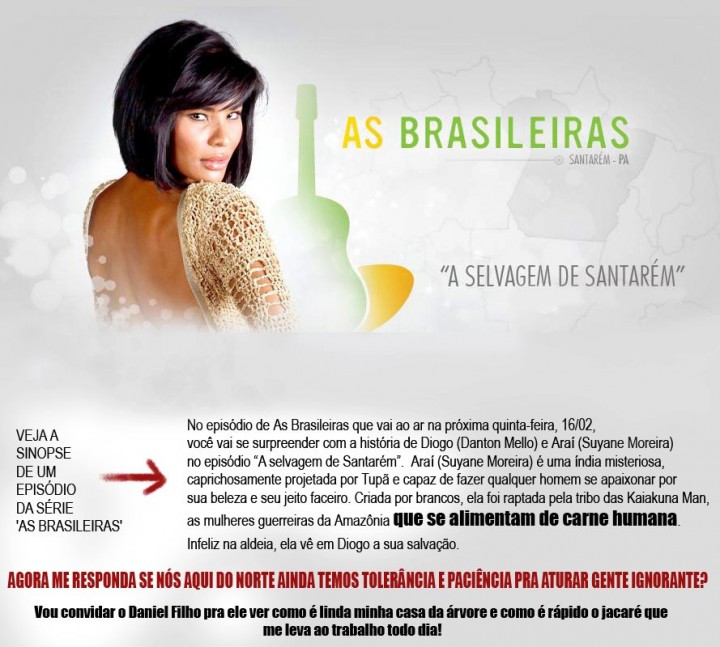 AS BRASILEIRAS
SANTARÉM - PA
"A SELVAGEM DE SANTARÉM"
VEJA A
SINOPSE
DE UM
EPISÓDIO
DA SÉRIE
'AS BRASILEIRAS'
No episódio de As Brasileiras que vai ao ar na próxima quinta-feira, 16/02,
você vai se surpreender com a história de Diogo (Danton Mello) e Araí (Suyane Moreira)
no episódio “A selvagem de Santarém”. Araí (Suyane Moreira) é uma índia misteriosa,
caprichosamente projetada por Tupã e capaz de fazer qualquer homem se apaixonar por
sua beleza e seu jeito faceiro. Criada por brancos, ela foi raptada pela tribo das Kaiakuna Man,
as mulheres guerreiras da Amazônia que se alimentam de carne humana.
Infeliz na aldeia, ela vê em Diogo a sua salvação.
AGORA ME RESPONDA SE NÓS AQUI DO NORTE AINDA TEMOS TOLERÂNCIA E PACIÊNCIA PRA ATURAR GENTE IGNORANTE?
Vou convidar o Daniel Filho pra ele ver como é linda minha casa da árvore e como é rápido o jacaré que
me leva ao trabalho todo dia!